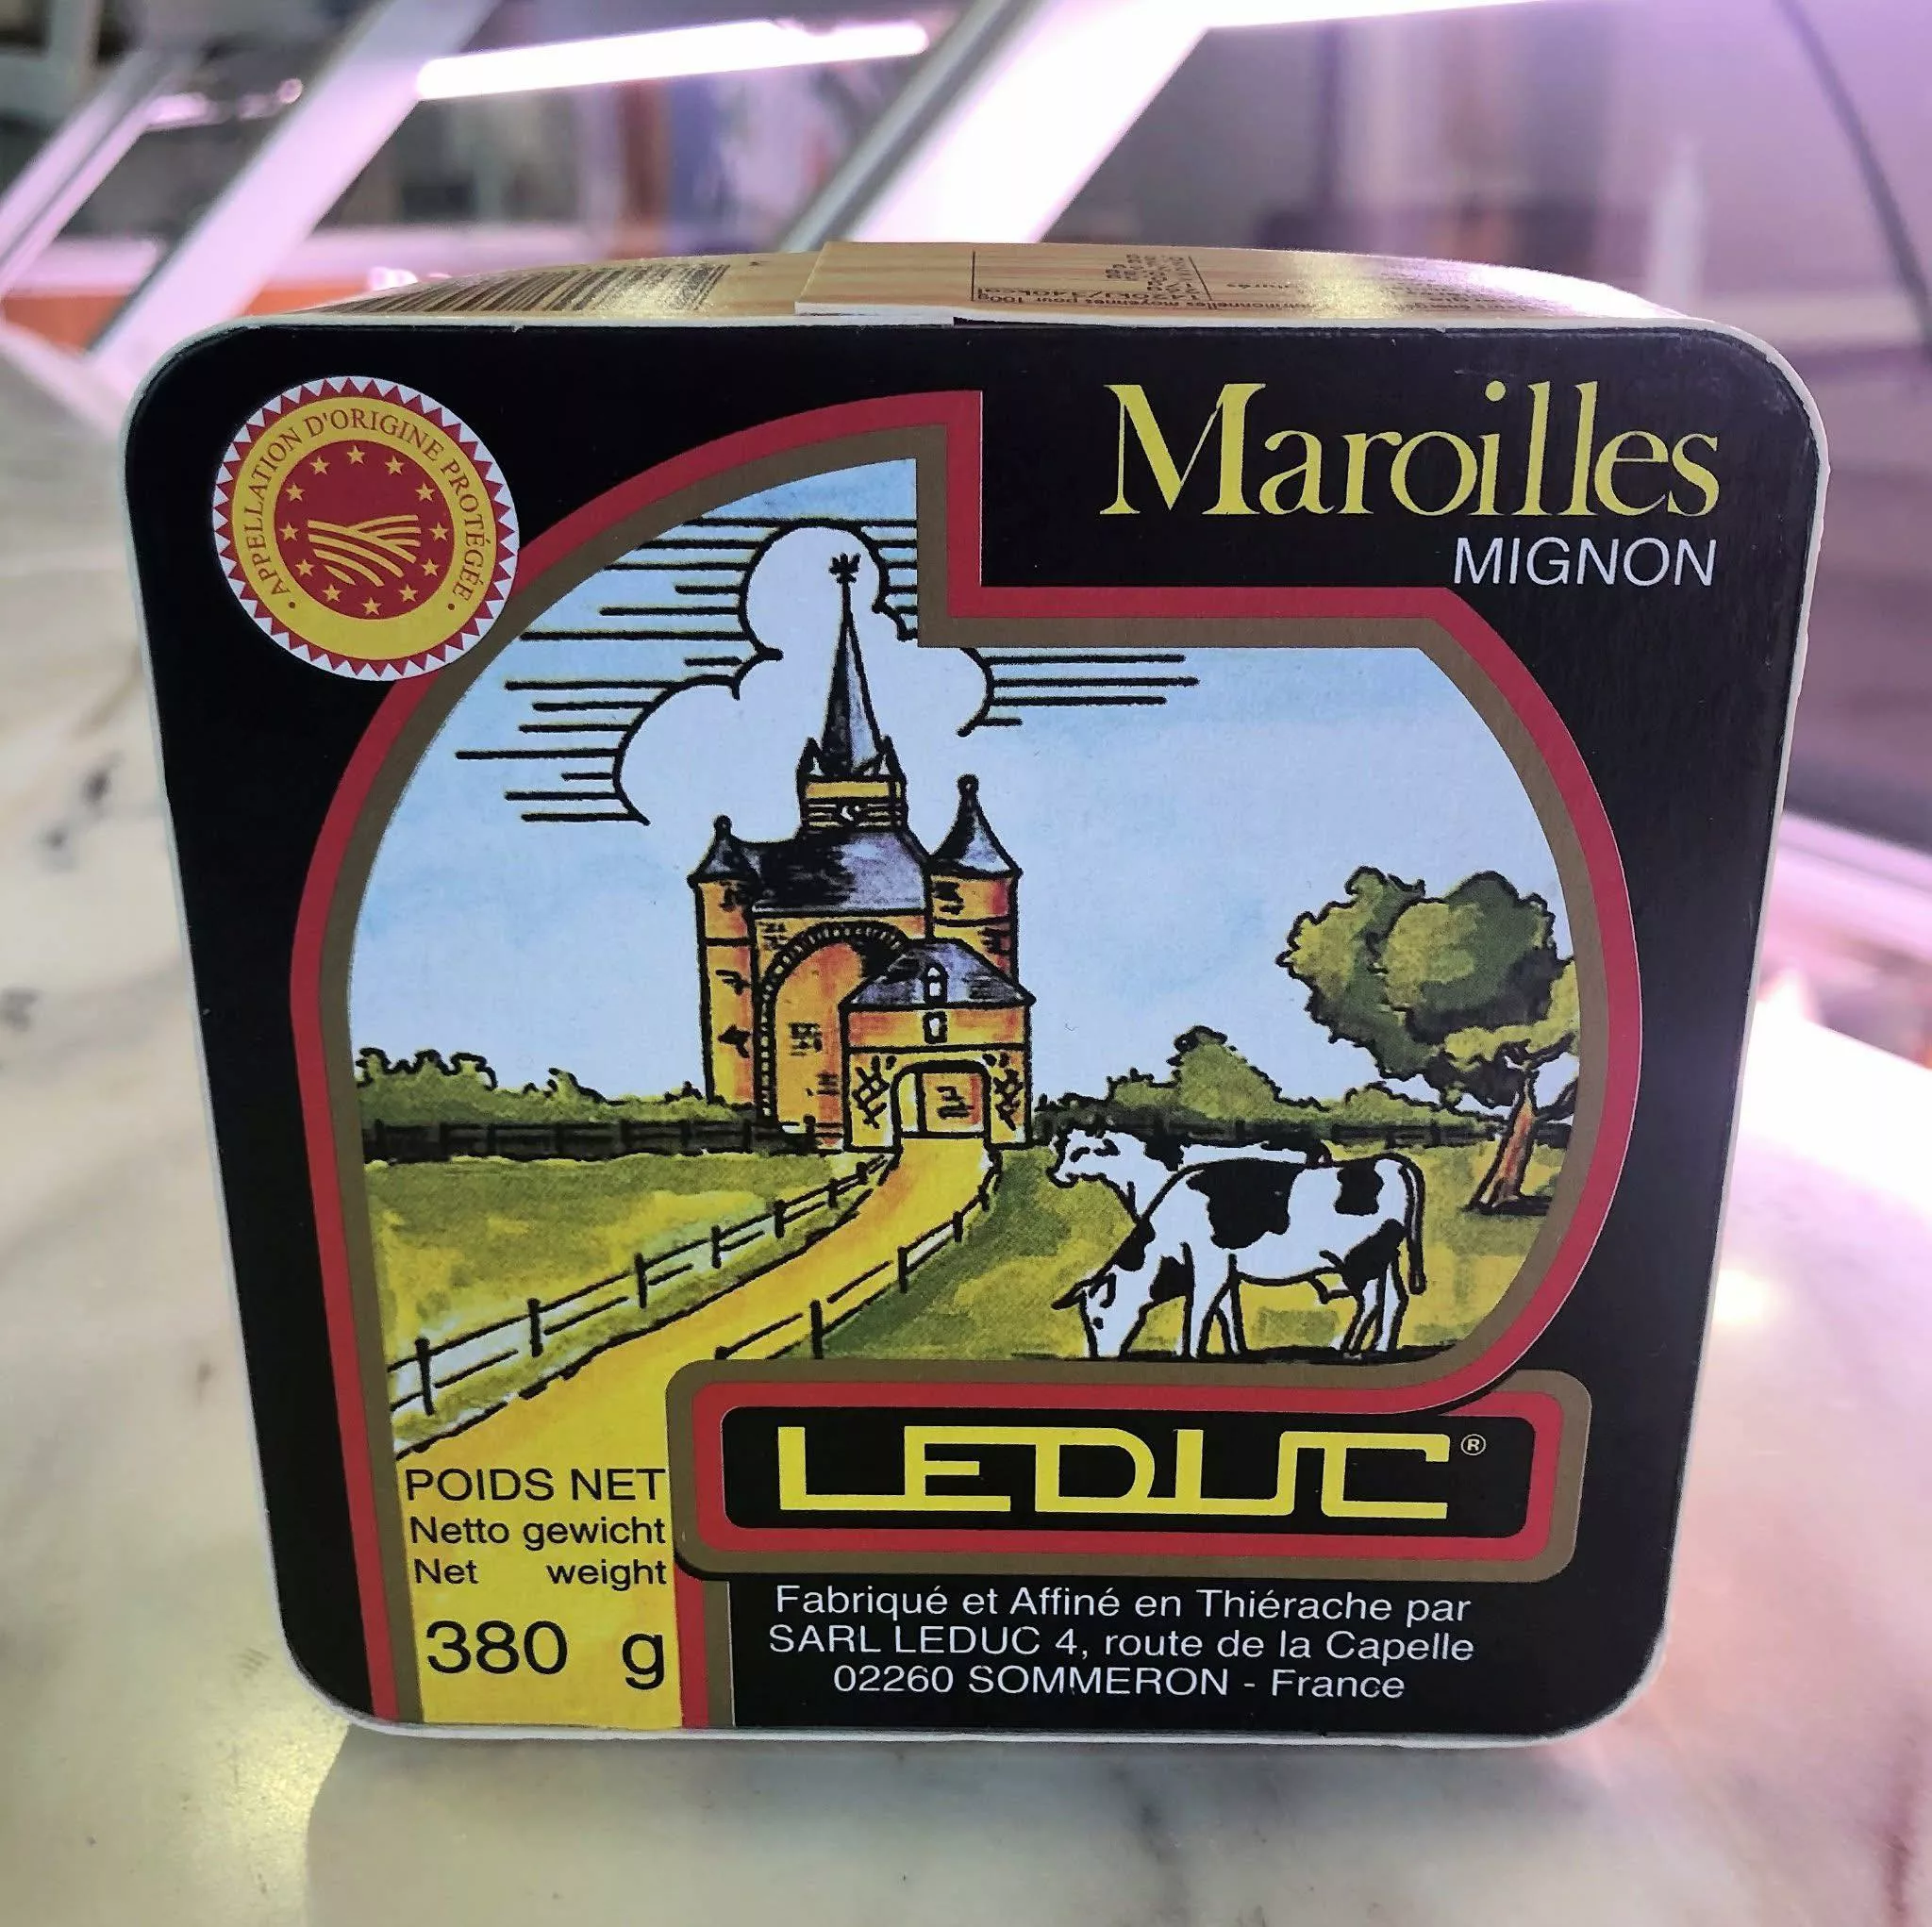 APPELLATION D'ORIGINE PROTÉGÉE
Maroilles
MIGNON
LEDUC®
POIDS NET
Netto gewicht
Net weight
380 g
Fabriqué et Affiné en Thiérache par
SARL LEDUC 4, route de la Capelle
02260 SOMMERON - France